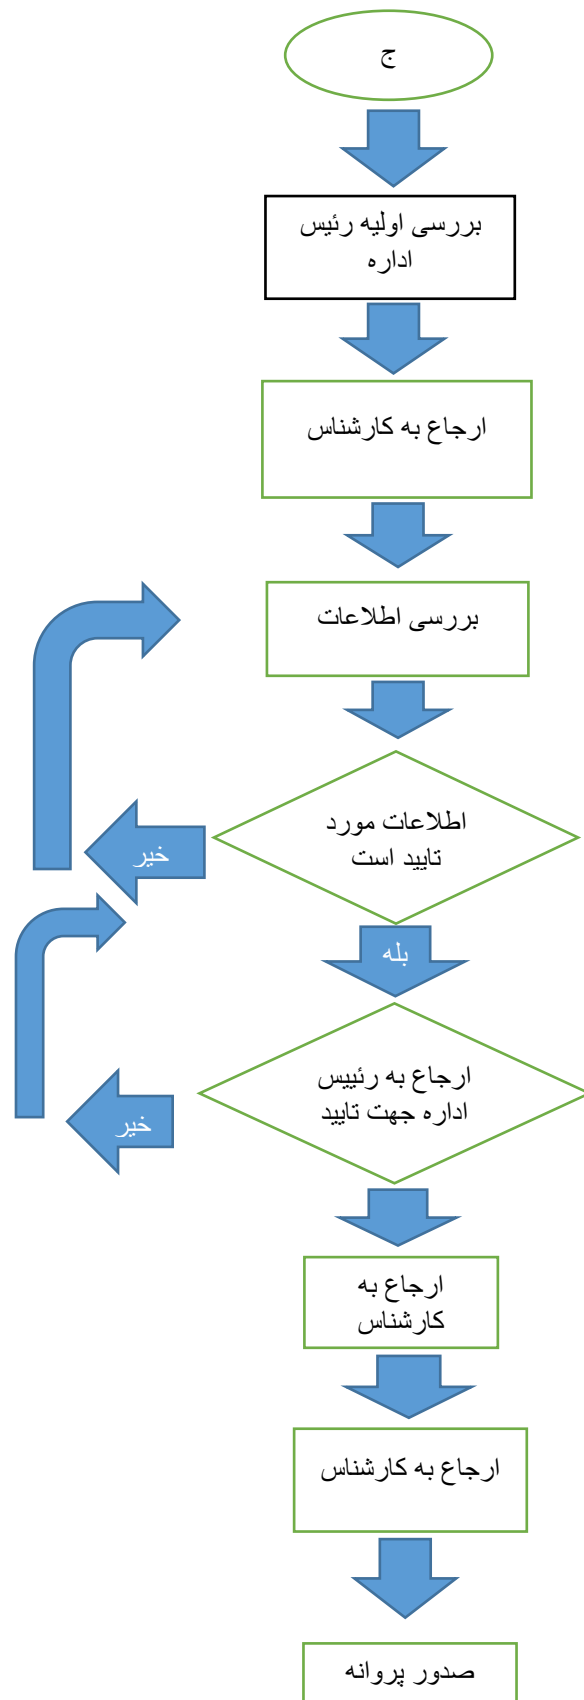 ج
بررسی اولیه رئیس
اداره
ارجاع به کارشناس
بررسی اطلاعات
اطلاعات مورد
تایید است
خیر
بله
ارجاع به رئییس
اداره جهت تایید
خیر
ارجاع به
کارشناس
ارجاع به کارشناس
صدور پروانه